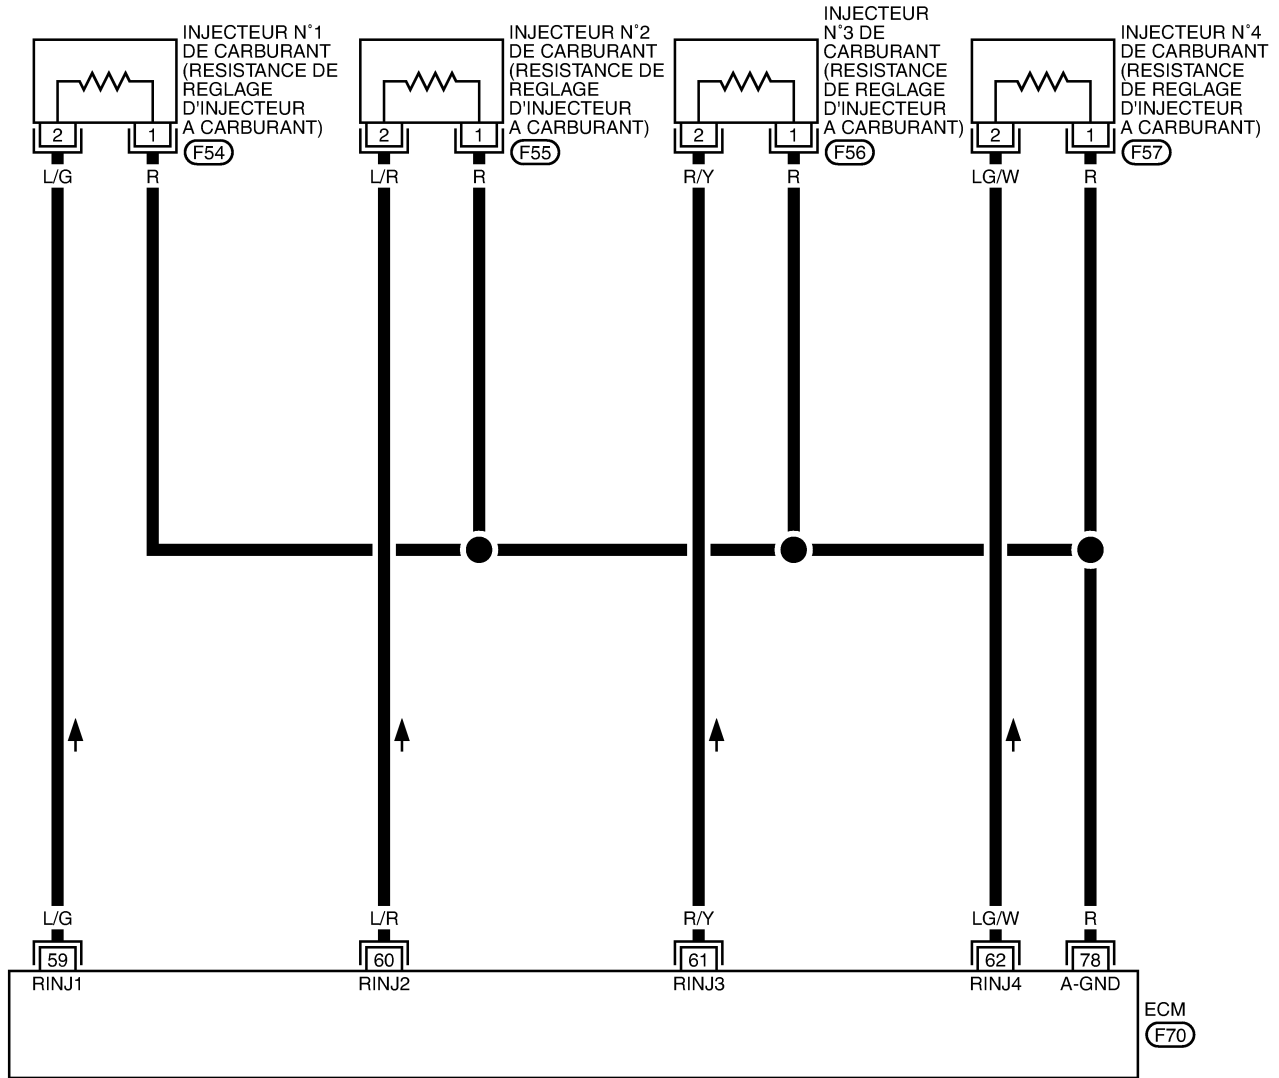 INJECTEUR N°1
DE CARBURANT
(RESISTANCE DE
REGLAGE
D'INJECTEUR
A CARBURANT)
2
1
F54
INJECTEUR N°2
DE CARBURANT
(RESISTANCE DE
REGLAGE
D'INJECTEUR
A CARBURANT)
2
1
F55
INJECTEUR
N°3 DE
CARBURANT
(RESISTANCE
DE REGLAGE
D'INJECTEUR
A CARBURANT)
2
1
F56
INJECTEUR N°4
DE CARBURANT
(RESISTANCE
DE REGLAGE
D'INJECTEUR
A CARBURANT)
2
1
F57
L/G
R
L/R
R
R/Y
R
LG/W
R
L/G
L/R
R/Y
LG/W
R
59
60
61
62
78
RINJ1
RINJ2
RINJ3
RINJ4
A-GND
ECM
F70